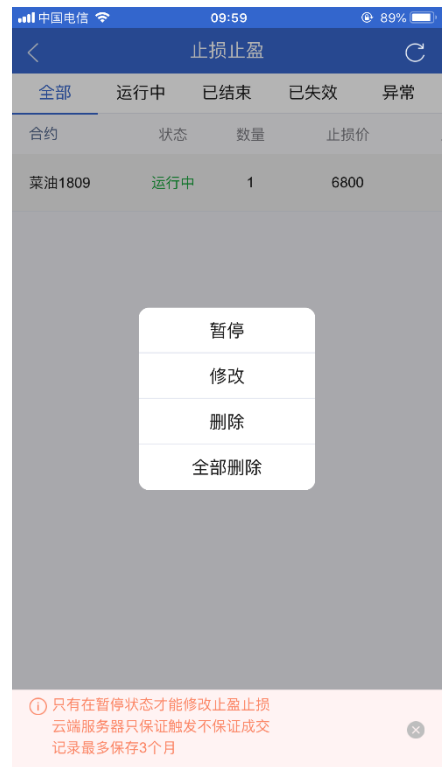 中国电信 09:59 89%
止损止盈
全部 运行中 已结束 已失效 异常
合约 状态 数量 止损价
菜油1809 运行中 1 6800
暂停
修改
删除
全部删除
只有在暂停状态才能修改止盈止损
云端服务器只保证触发不保证成交
记录最多保存3个月